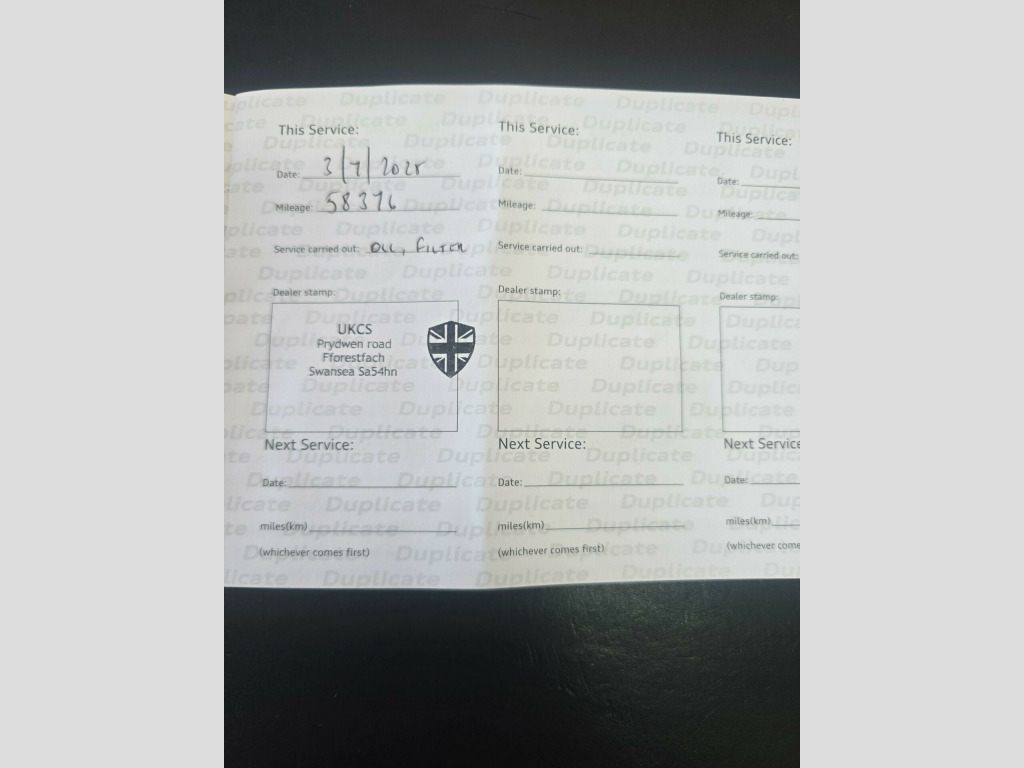 This Service:
Date: 3/7/2025
Mileage: 58376
Service carried out: OIL, FILTER
Dealer stamp:
UKCS
Prydwen road
Fforestfach
Swansea Sa54hn
Next Service:
Date:
miles(km)
(whichever comes first)
This Service:
Date:
Mileage:
Service carried out:
Dealer stamp:
Next Service:
Date:
miles(km)
(whichever comes first)
This Service:
Date:
Mileage:
Service carried out:
Dealer stamp:
Next Service
Date:
miles(km)
(whichever come
Duplicate